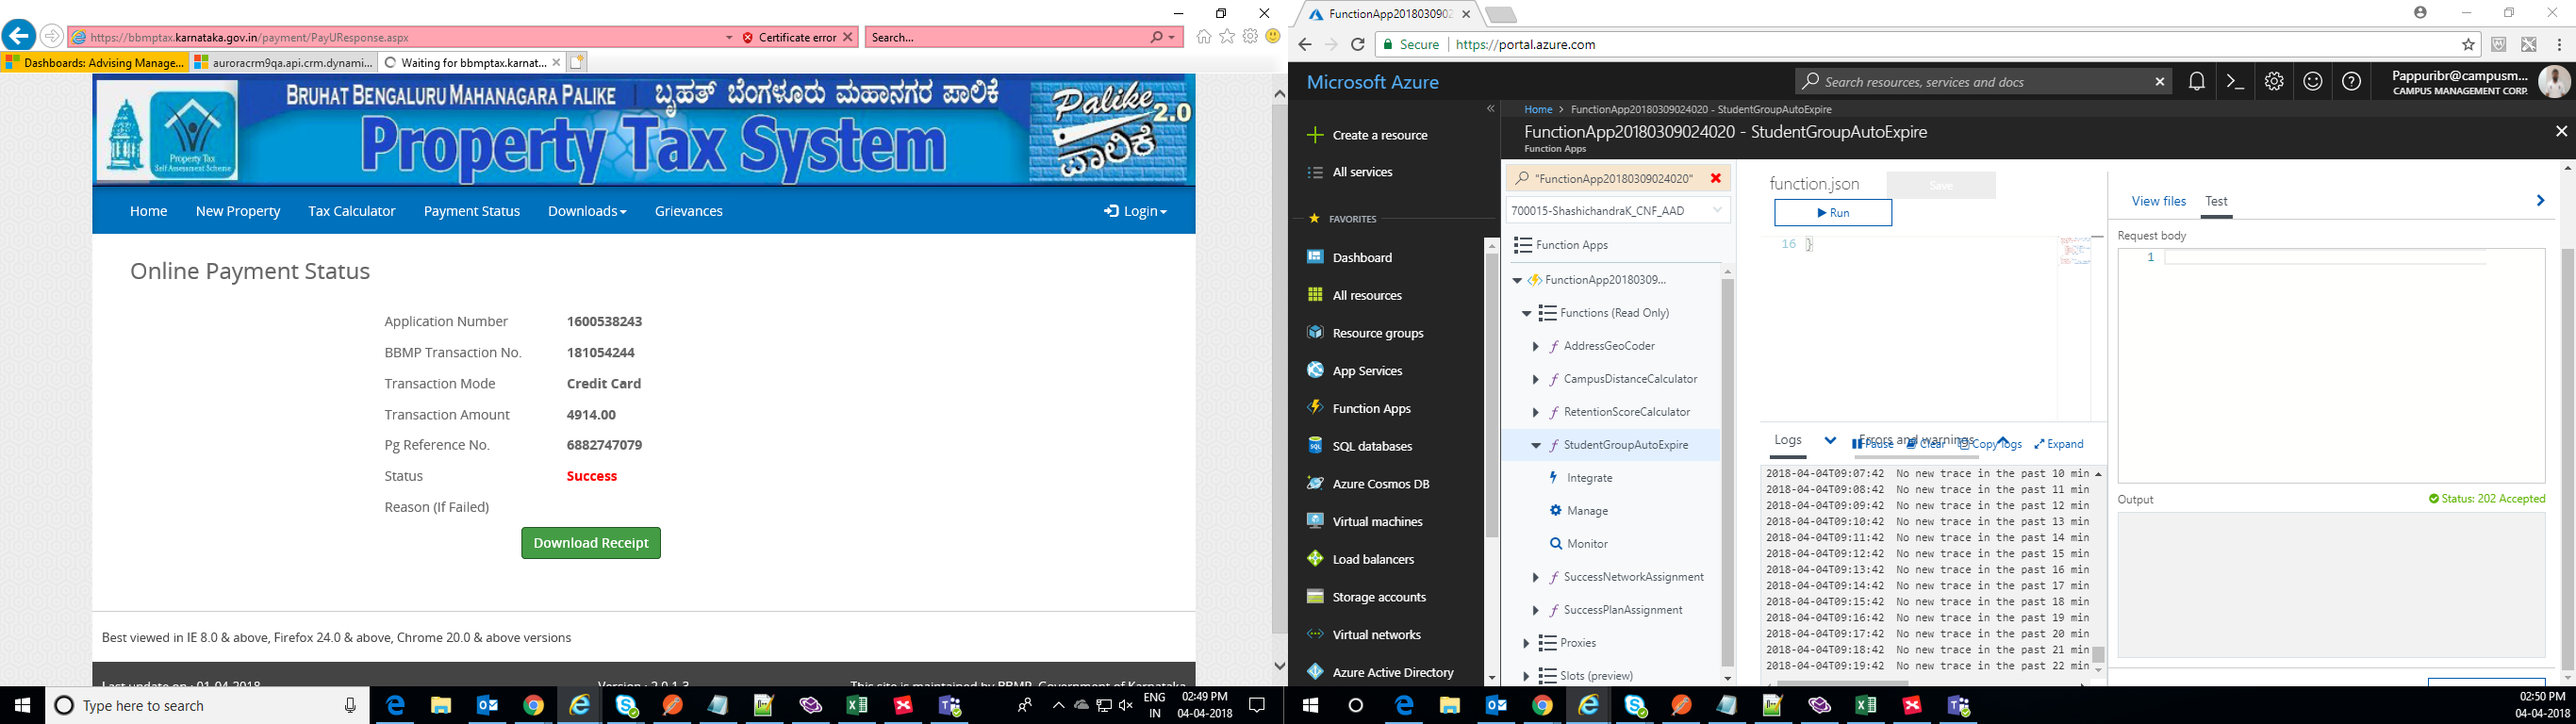 https://bbmptax.karnataka.gov.in/payment/PayUResponse.aspx
Certificate error
Search...
Dashboards: Advising Manage...
auroracrm9qa.api.crm.dynami...
Waiting for bbmptax.karnat...
BRUHAT BENGALURU MAHANAGARA PALIKE | ಬೃಹತ್ ಬೆಂಗಳೂರು ಮಹಾನಗರ ಪಾಲಿಕೆ
Property Tax
Self Assessment Scheme
Property Tax System
Palike 2.0
ಪಾಲಿಕೆ
Home
New Property
Tax Calculator
Payment Status
Downloads
Grievances
Login
Online Payment Status
Application Number 1600538243
BBMP Transaction No. 181054244
Transaction Mode Credit Card
Transaction Amount 4914.00
Pg Reference No. 6882747079
Status Success
Reason (If Failed)
Download Receipt
Best viewed in IE 8.0 & above, Firefox 24.0 & above, Chrome 20.0 & above versions
Last update on : 01-04-2018
Version : 2.0.1.3
This site is maintained by BBMP, Government of Karnataka
Type here to search
ENG
IN
02:49 PM
04-04-2018
FunctionApp2018030902
Secure
https://portal.azure.com
Microsoft Azure
Search resources, services and docs
Pappuribr@campusm...
CAMPUS MANAGEMENT CORP.
Create a resource
All services
FAVORITES
Dashboard
All resources
Resource groups
App Services
Function Apps
SQL databases
Azure Cosmos DB
Virtual machines
Load balancers
Storage accounts
Virtual networks
Azure Active Directory
Home > FunctionApp20180309024020 - StudentGroupAutoExpire
FunctionApp20180309024020 - StudentGroupAutoExpire
Function Apps
"FunctionApp20180309024020"
700015-ShashichandraK_CNF_AAD
Function Apps
FunctionApp20180309...
Functions (Read Only)
AddressGeoCoder
CampusDistanceCalculator
RetentionScoreCalculator
StudentGroupAutoExpire
Integrate
Manage
Monitor
SuccessNetworkAssignment
SuccessPlanAssignment
Proxies
Slots (preview)
function.json
Save
Run
16 }
Logs
Errors and warnings
Pause
Clear
Copy logs
Expand
2018-04-04T09:07:42 No new trace in the past 10 min
2018-04-04T09:08:42 No new trace in the past 11 min
2018-04-04T09:09:42 No new trace in the past 12 min
2018-04-04T09:10:42 No new trace in the past 13 min
2018-04-04T09:11:42 No new trace in the past 14 min
2018-04-04T09:12:42 No new trace in the past 15 min
2018-04-04T09:13:42 No new trace in the past 16 min
2018-04-04T09:14:42 No new trace in the past 17 min
2018-04-04T09:15:42 No new trace in the past 18 min
2018-04-04T09:16:42 No new trace in the past 19 min
2018-04-04T09:17:42 No new trace in the past 20 min
2018-04-04T09:18:42 No new trace in the past 21 min
2018-04-04T09:19:42 No new trace in the past 22 min
View files
Test
Request body
1
Output
Status: 202 Accepted
02:50 PM
04-04-2018